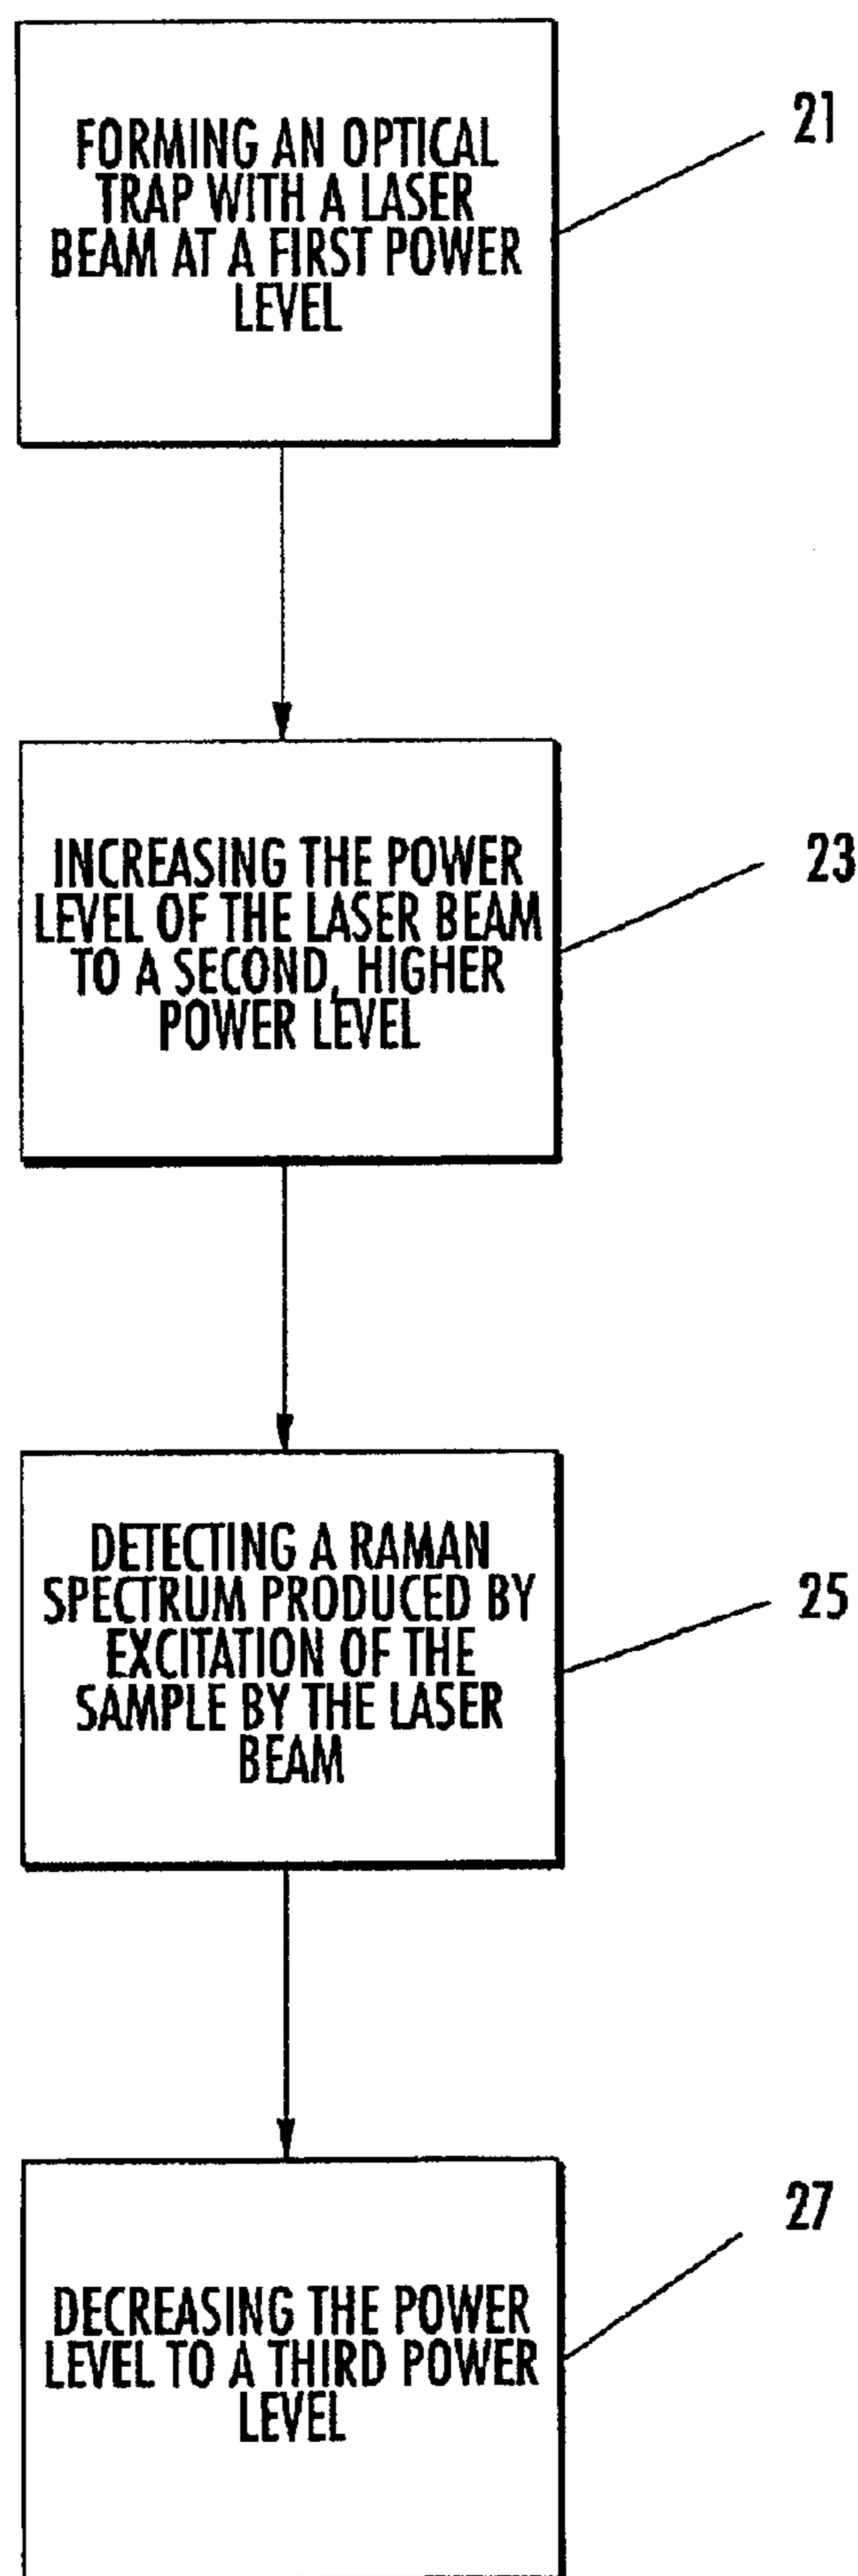 FORMING AN OPTICAL
TRAP WITH A LASER
BEAM AT A FIRST POWER
LEVEL
21
INCREASING THE POWER
LEVEL OF THE LASER BEAM
TO A SECOND, HIGHER
POWER LEVEL
23
DETECTING A RAMAN
SPECTRUM PRODUCED BY
EXCITATION OF THE
SAMPLE BY THE LASER
BEAM
25
DECREASING THE POWER
LEVEL TO A THIRD POWER
LEVEL
27